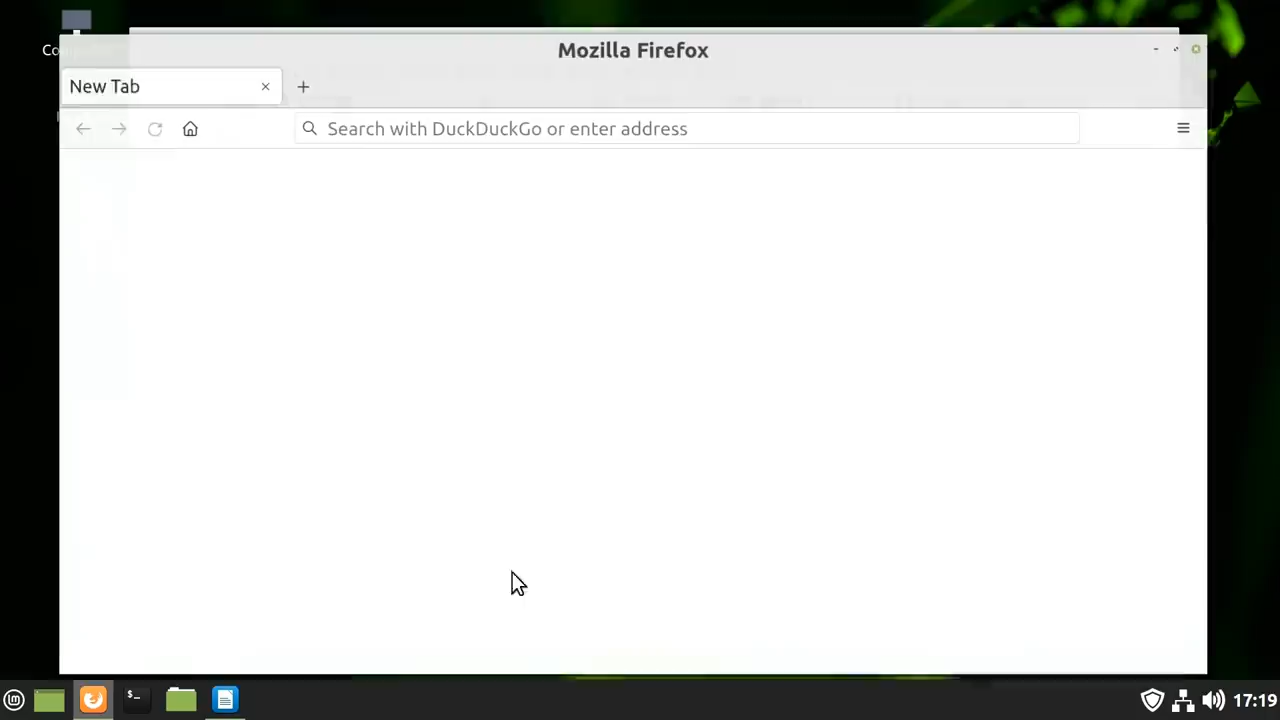 Mozilla Firefox
New Tab
Search with DuckDuckGo or enter address
17:19